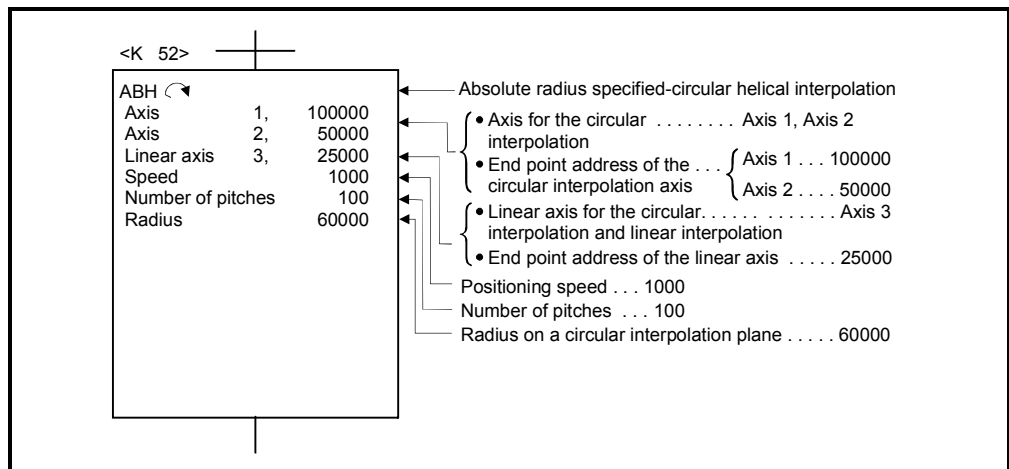 <K 52>
ABH
Axis 1, 100000
Axis 2, 50000
Linear axis 3, 25000
Speed 1000
Number of pitches 100
Radius 60000
Absolute radius specified-circular helical interpolation
• Axis for the circular . . . . . . . . Axis 1, Axis 2
interpolation
• End point address of the . . .
circular interpolation axis
Axis 1 . . . 100000
Axis 2 . . . . 50000
• Linear axis for the circular. . . . . . . . . . . . . Axis 3
interpolation and linear interpolation
• End point address of the linear axis . . . . . 25000
Positioning speed . . . 1000
Number of pitches . . . 100
Radius on a circular interpolation plane . . . . . 60000